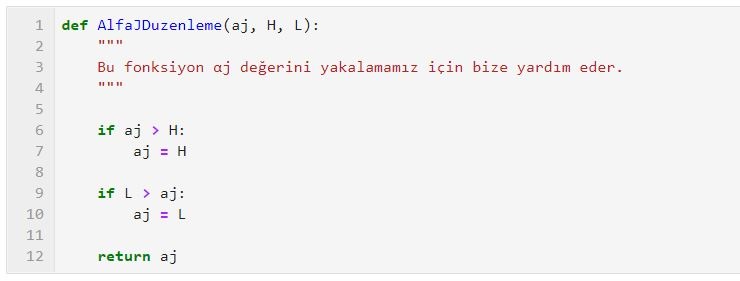 1 def AlfaJDuzenleme(aj, H, L):
2     """
3     Bu fonksiyon αj değerini yakalamamız için bize yardım eder.
4     """
5
6     if aj > H:
7         aj = H
8
9     if L > aj:
10         aj = L
11
12     return aj